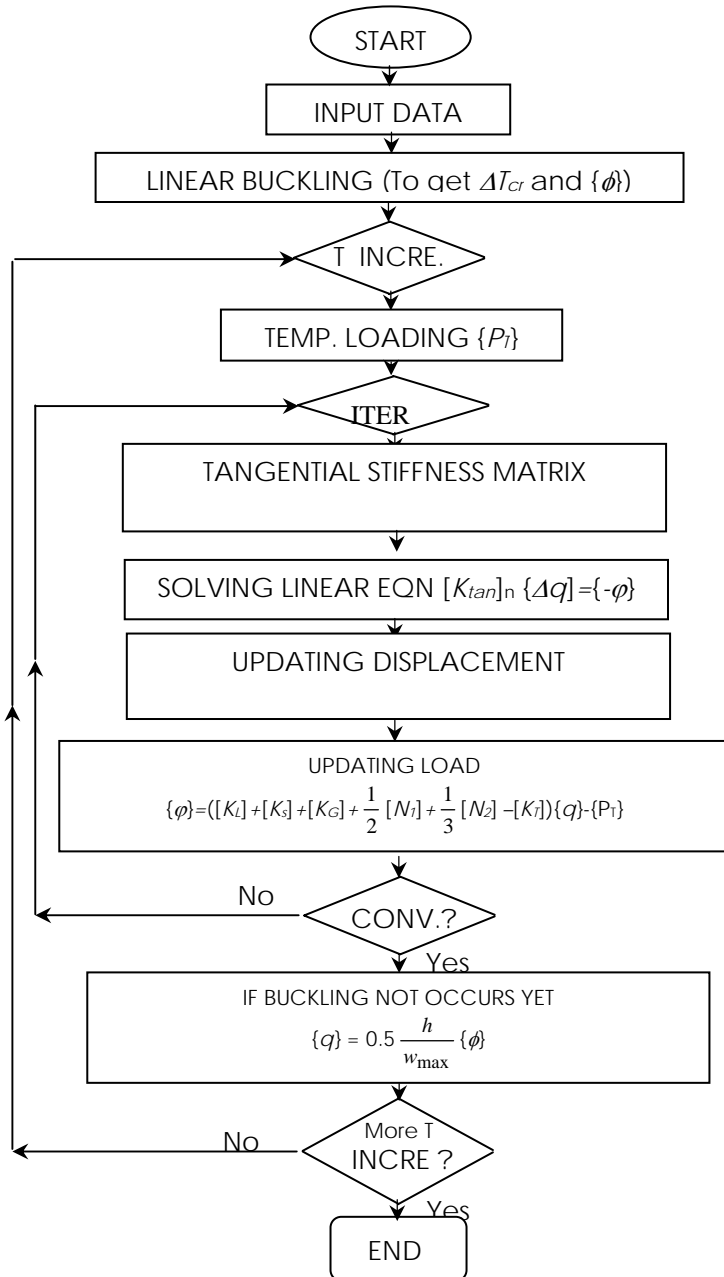 START
INPUT DATA
LINEAR BUCKLING (To get ΔT_cr and {ϕ})
T INCRE.
TEMP. LOADING {P_T}
ITER
TANGENTIAL STIFFNESS MATRIX
SOLVING LINEAR EQN [K_tan]_n {Δq]={-φ}
UPDATING DISPLACEMENT
UPDATING LOAD
{φ}=([K_L]+[K_s]+[K_G]+1/2 [N_1]+1/3 [N_2] –[K_T]){q}-{P_T}
No
CONV.?
Yes
IF BUCKLING NOT OCCURS YET
{q} = 0.5 h/w_max {ϕ}
No
More T
INCRE ?
Yes
END